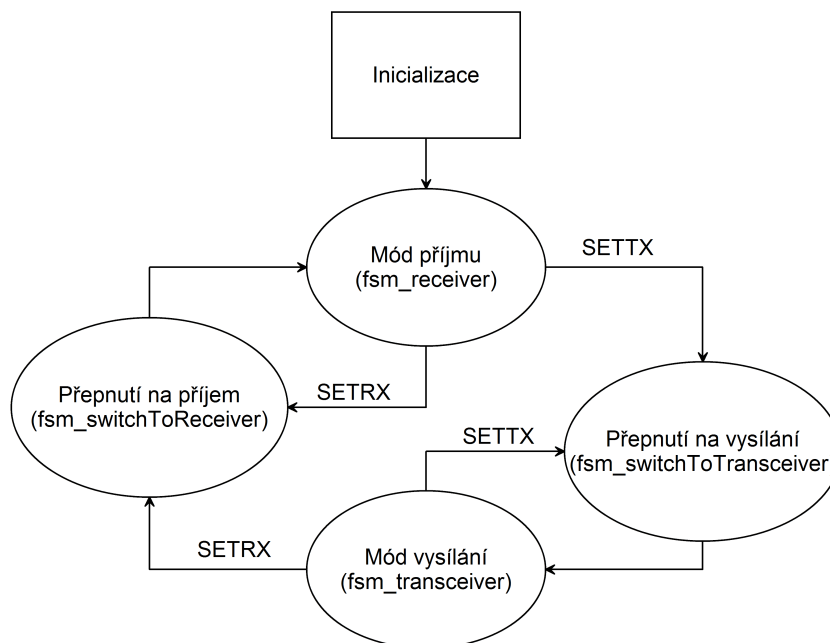 Inicializace
Mód příjmu
(fsm_receiver)
SETTX
Přepnutí na příjem
(fsm_switchToReceiver)
SETRX
SETTX
Přepnutí na vysílání
(fsm_switchToTransceiver
SETRX
Mód vysílání
(fsm_transceiver)